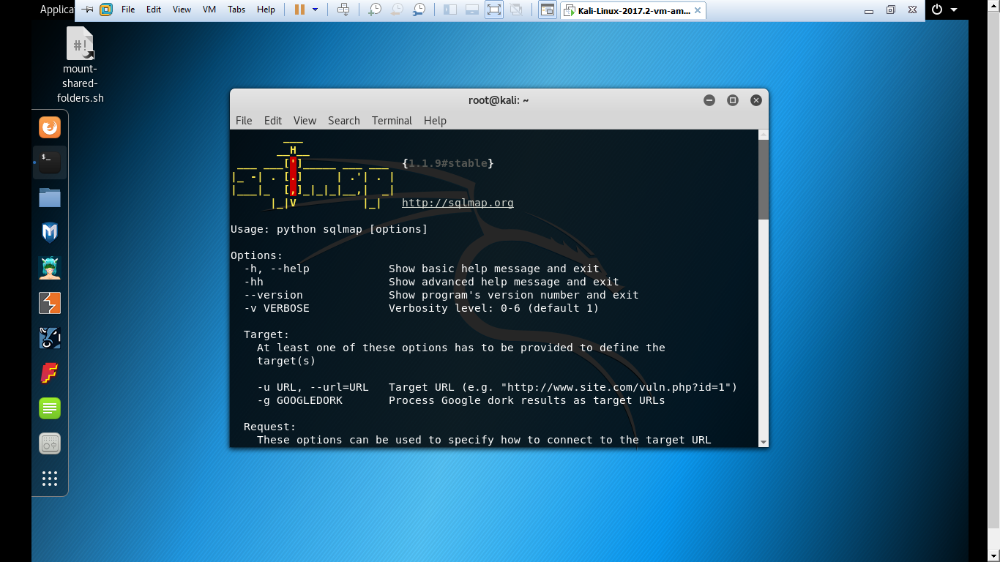 Applica
File Edit View VM Tabs Help
Kali-Linux-2017.2-vm-am...
#!
mount-
shared-
folders.sh
root@kali: ~
File Edit View Search Terminal Help
        ___
       __H__
 ___ ___[']_____ ___ ___  {1.1.9#stable}
|_ -| . [.]     | .'| . |
|___|_  [,]_|_|_|__,|  _|
      |_|V          |_|   http://sqlmap.org
Usage: python sqlmap [options]
Options:
-h, --help Show basic help message and exit
-hh Show advanced help message and exit
--version Show program's version number and exit
-v VERBOSE Verbosity level: 0-6 (default 1)
Target:
At least one of these options has to be provided to define the
target(s)
-u URL, --url=URL Target URL (e.g. "http://www.site.com/vuln.php?id=1")
-g GOOGLEDORK Process Google dork results as target URLs
Request:
These options can be used to specify how to connect to the target URL